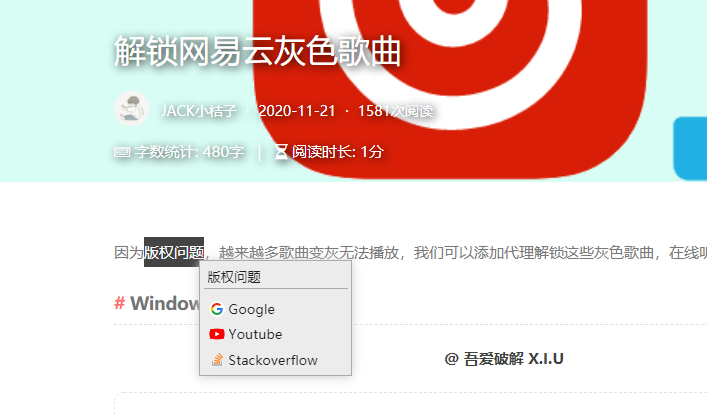 解锁网易云灰色歌曲
JACK小桔子 · 2020-11-21 · 1581次阅读
字数统计: 480字 | 阅读时长: 1分
因为版权问题，越来越多歌曲变灰无法播放，我们可以添加代理解锁这些灰色歌曲，在线听
版权问题
# Window
Google
Youtube
@ 吾爱破解 X.I.U
Stackoverflow